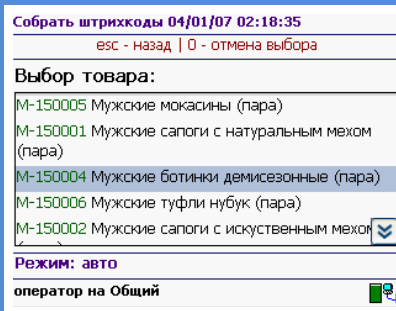 Собрать штрихкоды 04/01/07 02:18:35
esc - назад | 0 - отмена выбора
Выбор товара:
М-150005 Мужские мокасины (пара)
М-150001 Мужские сапоги с натуральным мехом
(пара)
М-150004 Мужские ботинки демисезонные (пара)
М-150006 Мужские туфли нубук (пара)
М-150002 Мужские сапоги с искуственным мехом
Режим: авто
оператор на Общий